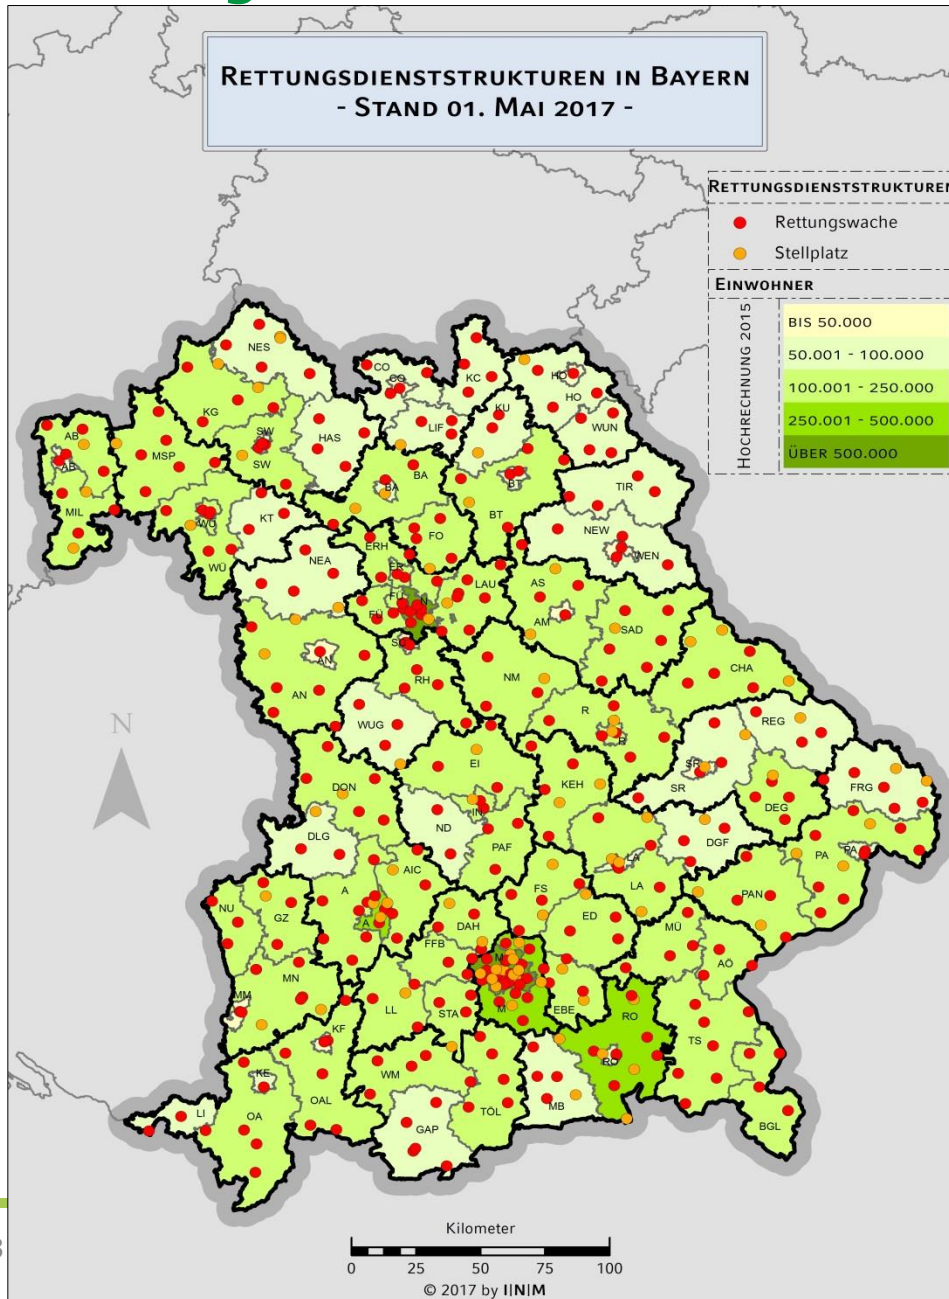 RETTUNGSDIENSTSTRUKTUREN IN BAYERN
- STAND 01. MAI 2017 -
RETTUNGSDIENSTSTRUKTUREN
Rettungswache
Stellplatz
EINWOHNER
HOCHRECHNUNG 2015
BIS 50.000
50.001 - 100.000
100.001 - 250.000
250.001 - 500.000
ÜBER 500.000
NES
CO
CO
KC
HO
HO
KG
KU
LIF
WUN
HAS
SW
SW
AB
AB
MSP
BA
BA
BT
BT
TIR
MIL
WÜ
WÜ
KT
NEW
WEN
ERH
FO
NEA
ER
LAU
AS
FÜ
FÜ
N
AM
SAD
SC
AN
AN
RH
NM
CHA
WUG
R
R
REG
N
EI
SR
SR
KEH
DEG
FRG
DON
IN
ND
DLG
DGF
PAF
PA
PA
LA
LA
AIC
A
A
FS
NU
GZ
PAN
DAH
ED
MÜ
FFB
AÖ
MN
M
M
MM
LL
STA
EBE
RO
RO
TS
KF
KE
WM
OAL
TÖL
MB
LI
OA
GAP
BGL
Kilometer
0 25 50 75 100
© 2017 by I|N|M